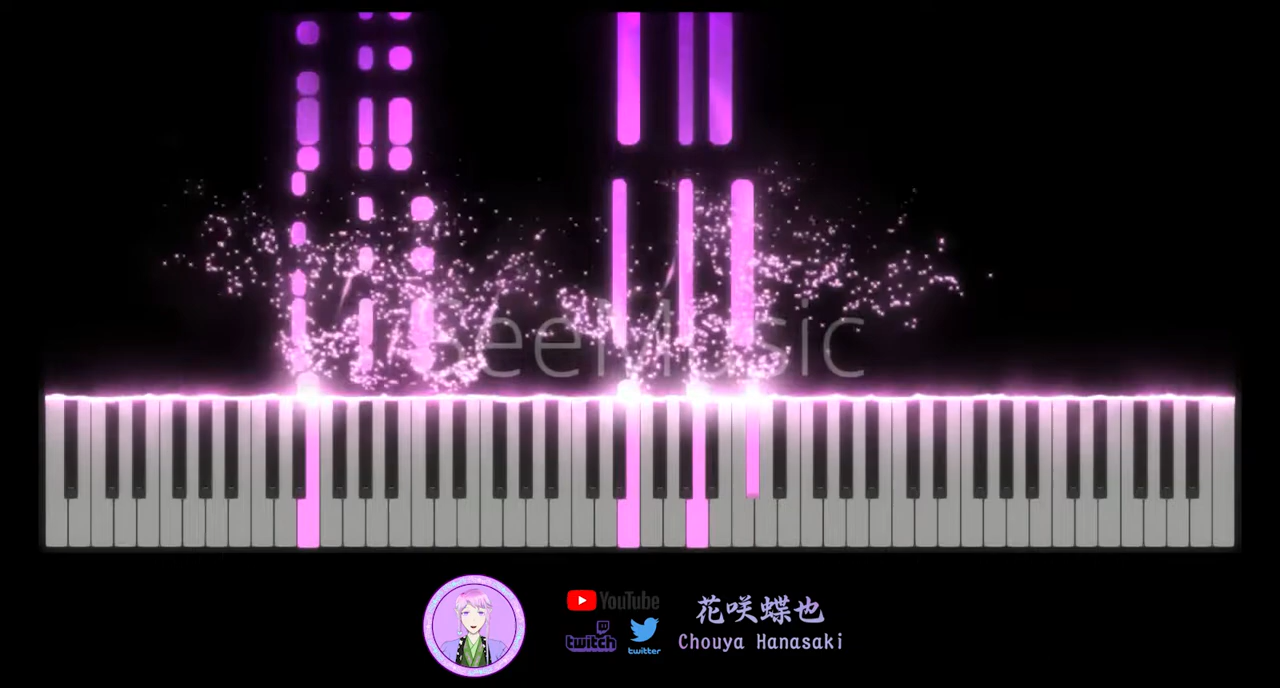 SeeMusic
YouTube
花咲蝶也
twitch
twitter
Chouya Hanasaki